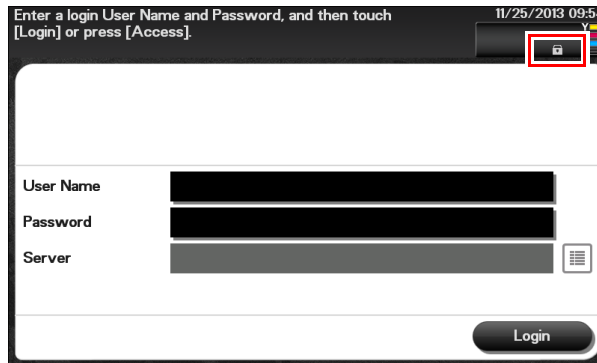 Enter a login User Name and Password, and then touch
[Login] or press [Access].
11/25/2013 09:54
Y
User Name
Password
Server
Login